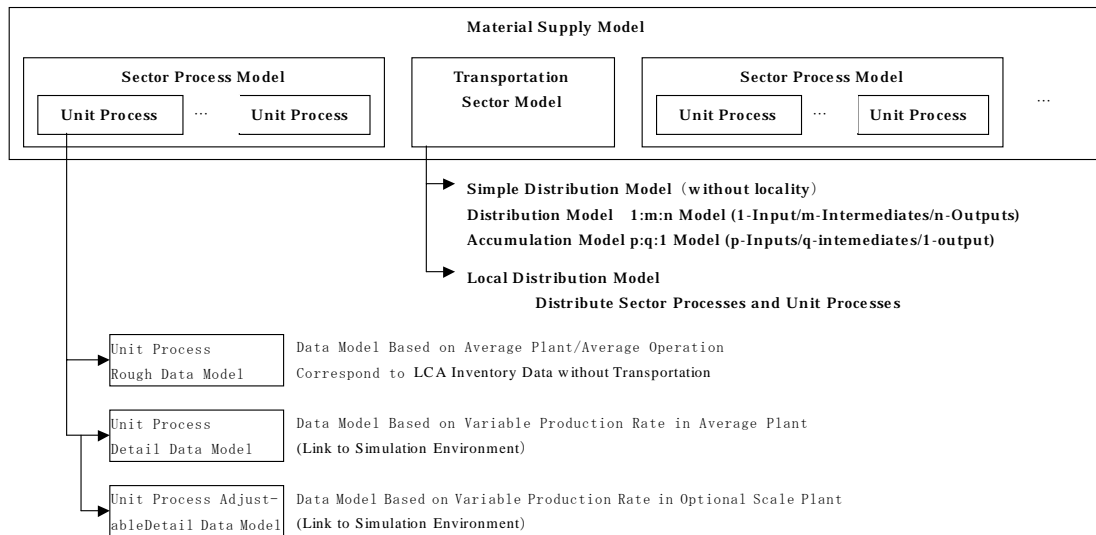 Material Supply Model
Sector Process Model
Unit Process
…
Unit Process
Transportation
Sector Model
Sector Process Model
Unit Process
…
Unit Process
…
Simple Distribution Model（without locality）
Distribution Model　1:m:n Model (1-Input/m-Intermediates/n-Outputs)
Accumulation Model p:q:1 Model (p-Inputs/q-intemediates/1-output)
Local Distribution Model
Distribute Sector Processes and Unit Processes
Unit Process
Rough Data Model
Data Model Based on Average Plant/Average Operation
Correspond to LCA Inventory Data without Transportation
Unit Process
Detail Data Model
Data Model Based on Variable Production Rate in Average Plant
(Link to Simulation Environment）
Unit Process Adjust-
ableDetail Data Model
Data Model Based on Variable Production Rate in Optional Scale Plant
(Link to Simulation Environment）